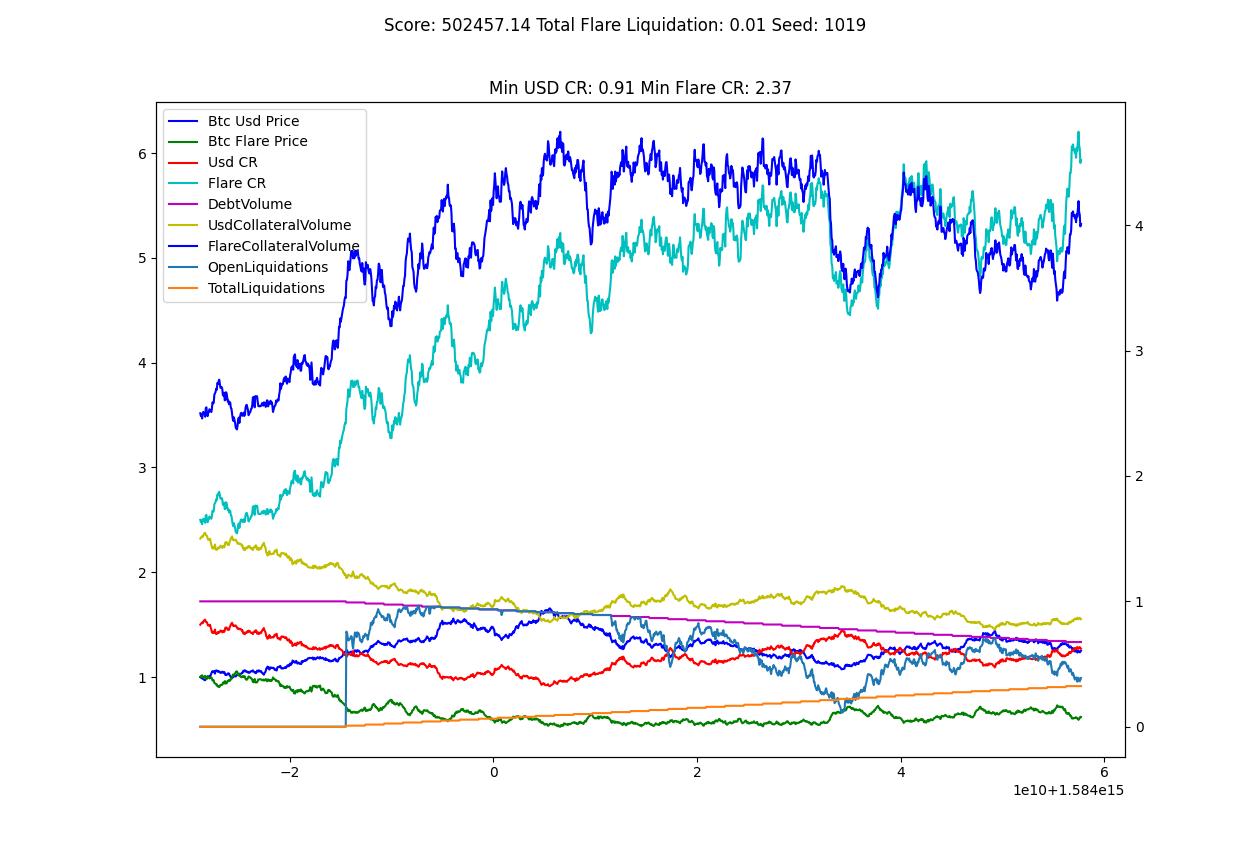 Score: 502457.14 Total Flare Liquidation: 0.01 Seed: 1019
Min USD CR: 0.91 Min Flare CR: 2.37
Btc Usd Price
Btc Flare Price
Usd CR
Flare CR
DebtVolume
UsdCollateralVolume
FlareCollateralVolume
OpenLiquidations
TotalLiquidations
6
5
4
3
2
1
4
3
2
1
0
−2
0
2
4
6
1e10+1.584e15